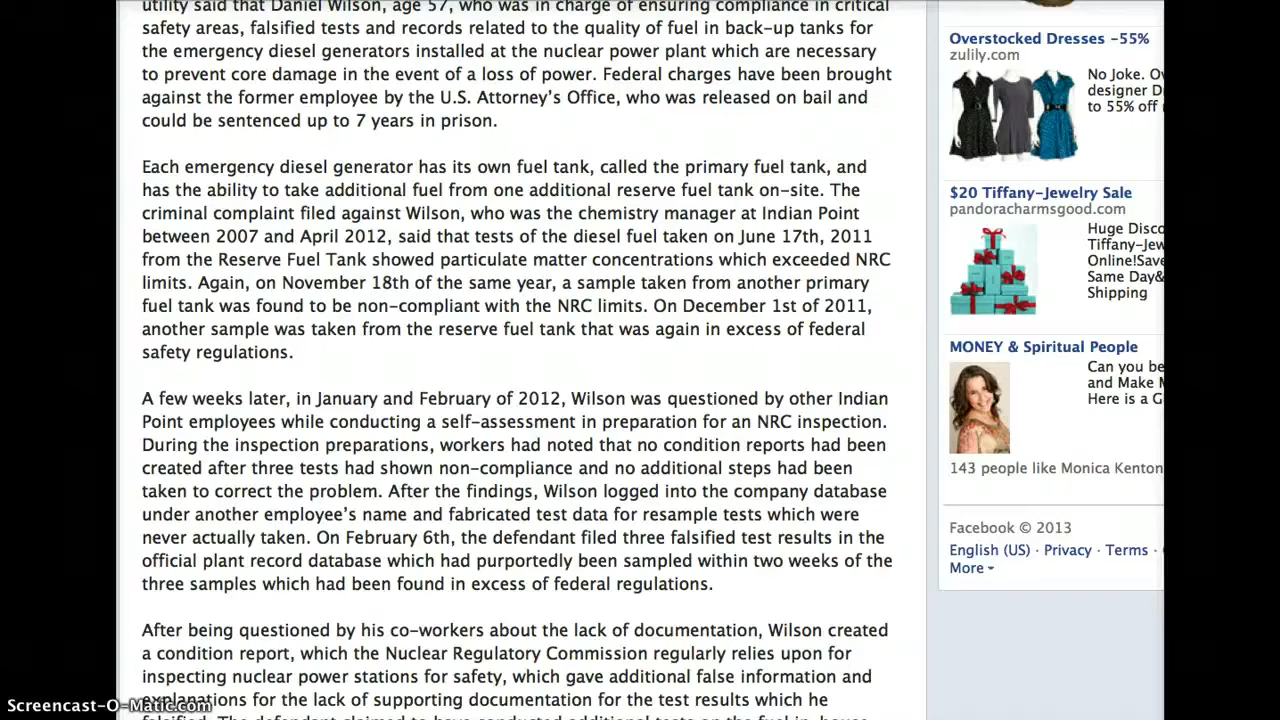 utility said that Daniel Wilson, age 57, who was in charge of ensuring compliance in critical
safety areas, falsified tests and records related to the quality of fuel in back-up tanks for
the emergency diesel generators installed at the nuclear power plant which are necessary
to prevent core damage in the event of a loss of power. Federal charges have been brought
against the former employee by the U.S. Attorney's Office, who was released on bail and
could be sentenced up to 7 years in prison.
Each emergency diesel generator has its own fuel tank, called the primary fuel tank, and
has the ability to take additional fuel from one additional reserve fuel tank on-site. The
criminal complaint filed against Wilson, who was the chemistry manager at Indian Point
between 2007 and April 2012, said that tests of the diesel fuel taken on June 17th, 2011
from the Reserve Fuel Tank showed particulate matter concentrations which exceeded NRC
limits. Again, on November 18th of the same year, a sample taken from another primary
fuel tank was found to be non-compliant with the NRC limits. On December 1st of 2011,
another sample was taken from the reserve fuel tank that was again in excess of federal
safety regulations.
A few weeks later, in January and February of 2012, Wilson was questioned by other Indian
Point employees while conducting a self-assessment in preparation for an NRC inspection.
During the inspection preparations, workers had noted that no condition reports had been
created after three tests had shown non-compliance and no additional steps had been
taken to correct the problem. After the findings, Wilson logged into the company database
under another employee's name and fabricated test data for resample tests which were
never actually taken. On February 6th, the defendant filed three falsified test results in the
official plant record database which had purportedly been sampled within two weeks of the
three samples which had been found in excess of federal regulations.
After being questioned by his co-workers about the lack of documentation, Wilson created
a condition report, which the Nuclear Regulatory Commission regularly relies upon for
inspecting nuclear power stations for safety, which gave additional false information and
explanations for the lack of supporting documentation for the test results which he
falsified. The defendant claimed to have conducted additional tests on the fuel in-house
Overstocked Dresses -55%
zulily.com
No Joke. Ov
designer D
to 55% off
$20 Tiffany-Jewelry Sale
pandoracharmsgood.com
Huge Disco
Tiffany-Jew
Online!Save
Same Day&
Shipping
MONEY & Spiritual People
Can you be
and Make M
Here is a G
143 people like Monica Kenton
Facebook © 2013
English (US) · Privacy · Terms ·
More
Screencast-O-Matic.com